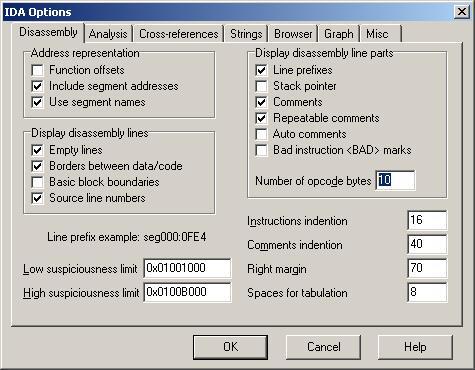 IDA Options
Disassembly Analysis Cross-references Strings Browser Graph Misc
Address representation
Function offsets
Include segment addresses
Use segment names
Display disassembly lines
Empty lines
Borders between data/code
Basic block boundaries
Source line numbers
Line prefix example: seg000:0FE4
Low suspiciousness limit 0x01001000
High suspiciousness limit 0x0100B000
Display disassembly line parts
Line prefixes
Stack pointer
Comments
Repeatable comments
Auto comments
Bad instruction <BAD> marks
Number of opcode bytes 10
Instructions indention 16
Comments indention 40
Right margin 70
Spaces for tabulation 8
OK Cancel Help